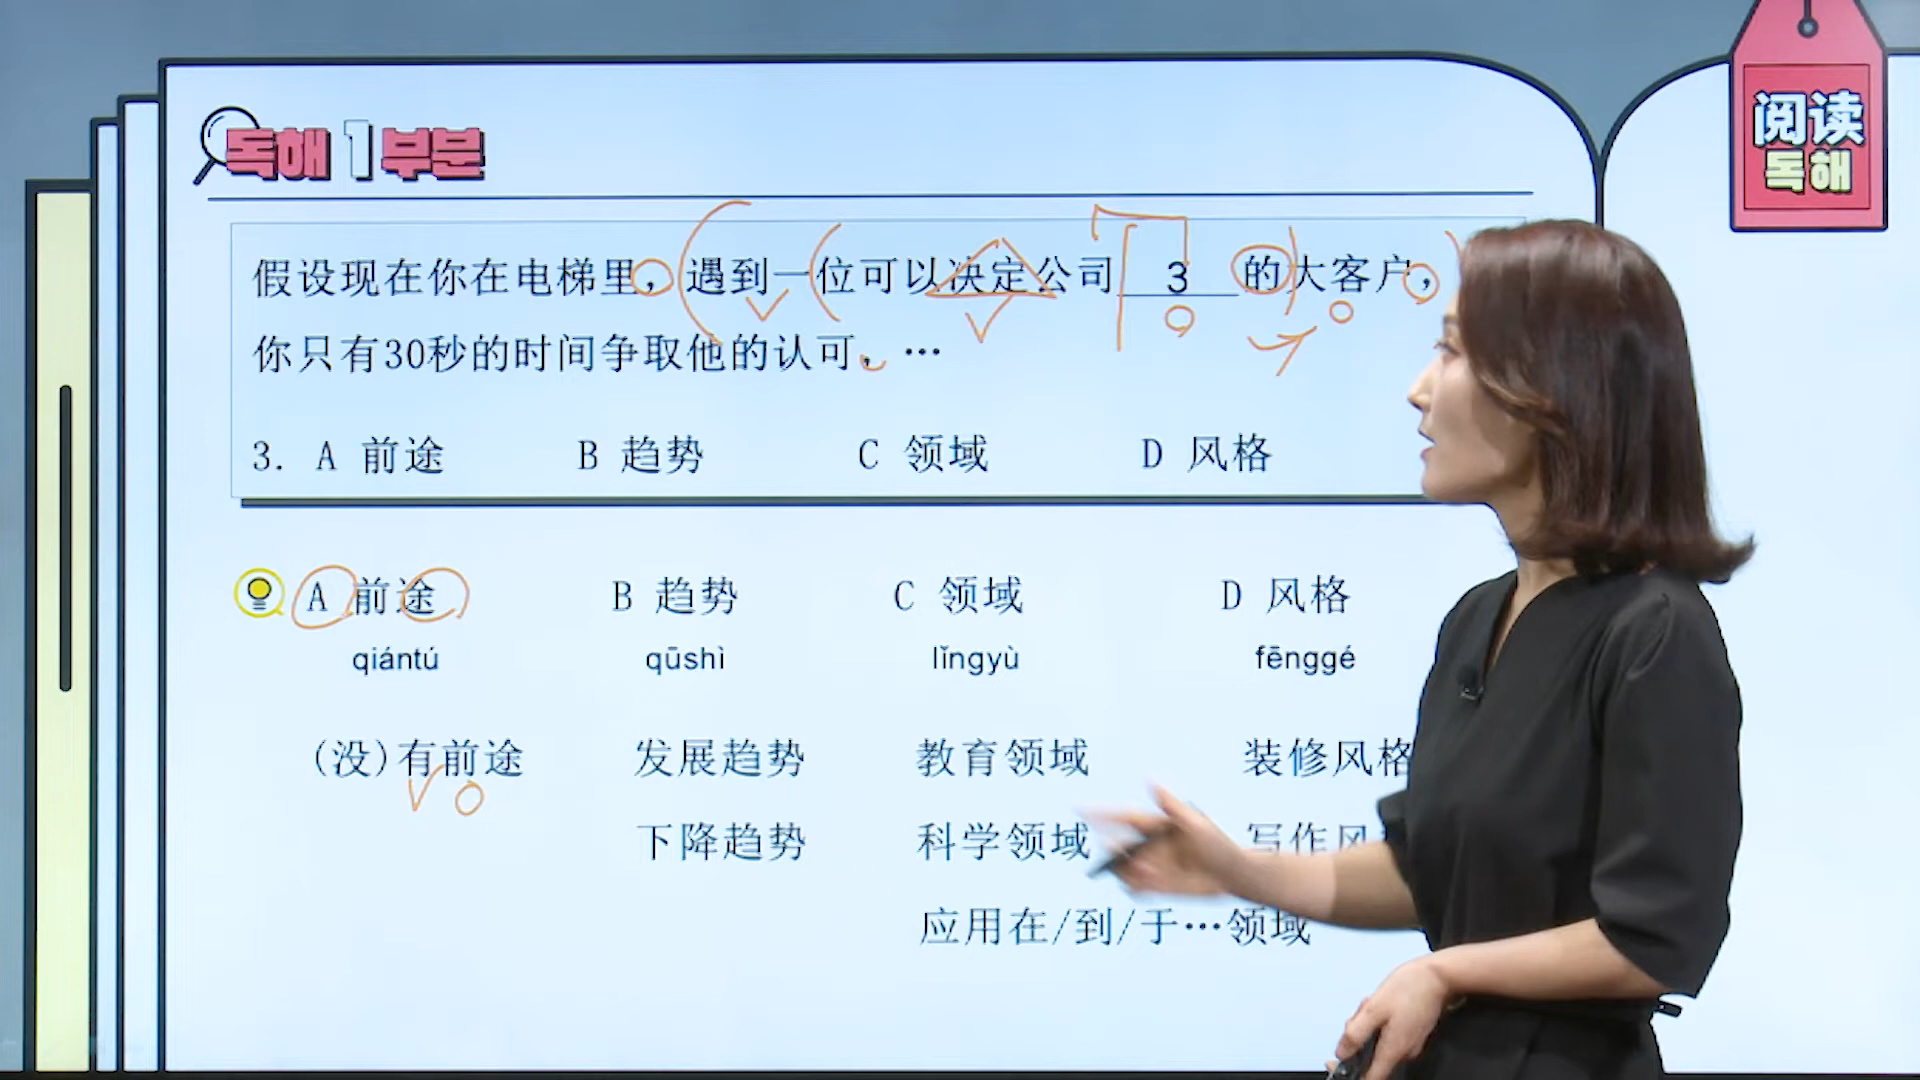 独해 1 부분
阅读
독해
假设现在你在电梯里，遇到一位可以决定公司 3 的大客户，
你只有30秒的时间争取他的认可，…
3. A 前途 B 趋势 C 领域 D 风格
A 前途 B 趋势 C 领域 D 风格
qiántú qūshì lǐngyù fēnggé
(没)有前途 发展趋势 教育领域 装修风格
下降趋势 科学领域 写作风
应用在/到/于…领域